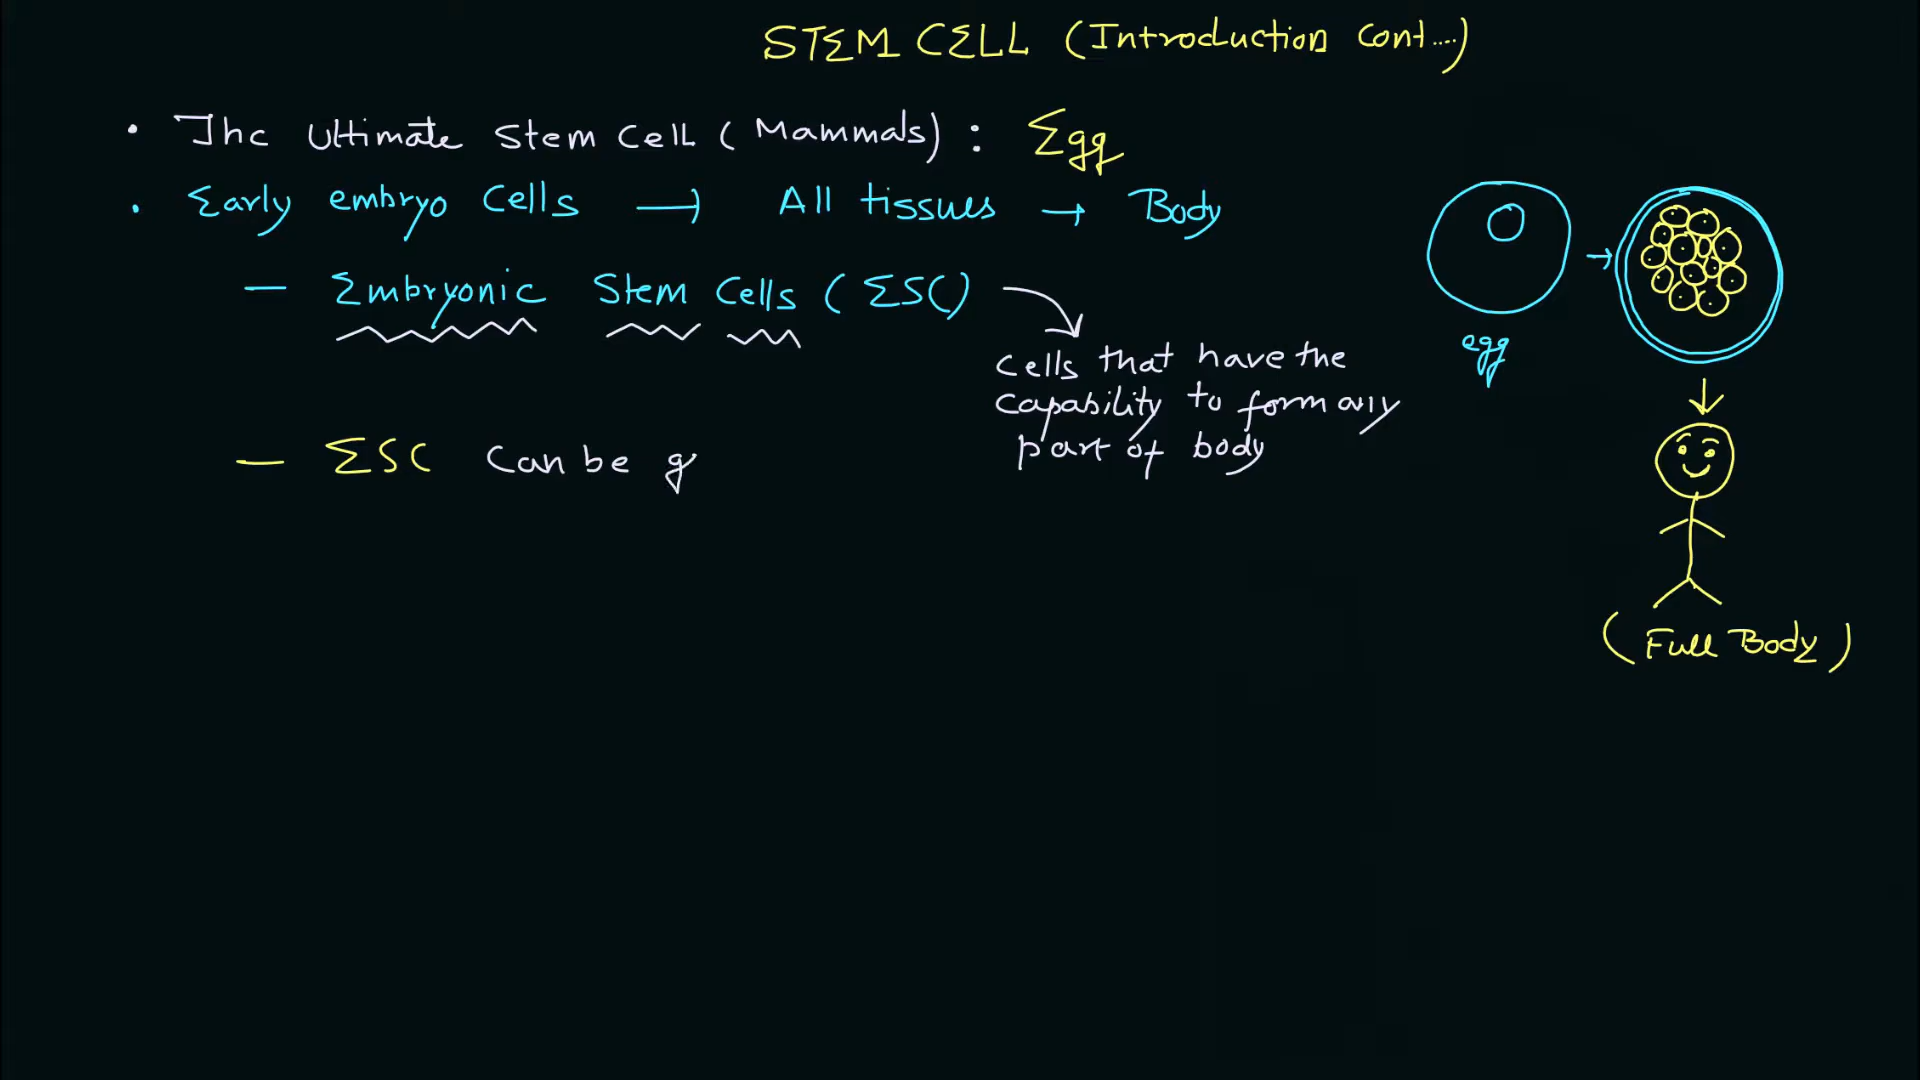 STEM CELL (Introduction Cont....)
• The Ultimate Stem Cell (Mammals) : Egg
• Early embryo Cells → All tissues → Body
— Embryonic Stem Cells (ESC)
Cells that have the
capability to form any
part of body
egg
— ESC Can be g
(Full Body)